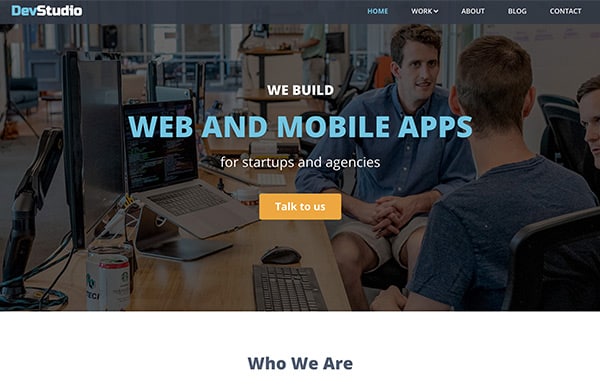 DevStudio
HOME WORK ABOUT BLOG CONTACT
WE BUILD
WEB AND MOBILE APPS
for startups and agencies
Talk to us
Who We Are